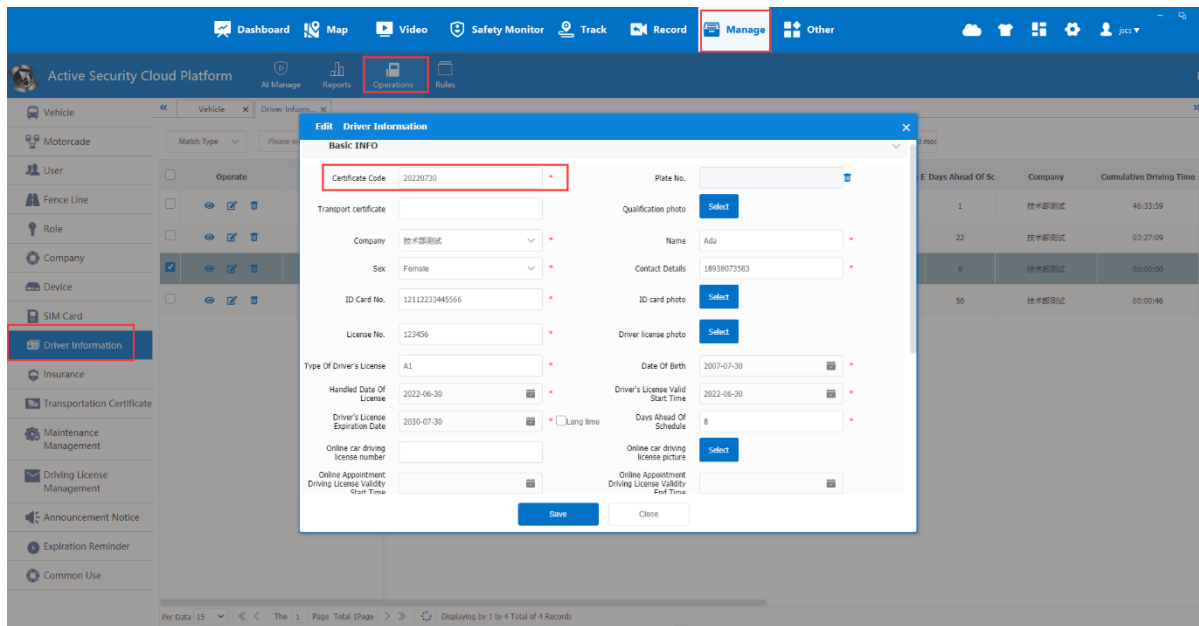 Dashboard Map Video Safety Monitor Track Record Manage Other jscs
Active Security Cloud Platform AI Manage Reports Operations Rules
Vehicle
Motorcade
User
Fence Line
Role
Company
Device
SIM Card
Driver Information
Insurance
Transportation Certificate
Maintenance
Management
Driving License
Management
Announcement Notice
Expiration Reminder
Common Use
Vehicle Driver Inform...
Match Type Please en
Operate E Days Ahead Of Sc Company Cumulative Driving Time
1 技术部测试 46:33:59
22 技术部测试 03:27:09
8 技术部测试 00:00:00
50 技术部测试 00:00:46
Edit Driver Information
Basic INFO
Certificate Code 20220730 * Plate No.
Transport certificate Qualification photo Select
Company 技术部测试 * Name Ada *
Sex Female * Contact Details 18938073583 *
ID Card No. 12112233445566 * ID card photo Select
License No. 123456 * Driver license photo Select
Type Of Driver's License A1 * Date Of Birth 2007-07-30 *
Handled Date Of
License 2022-06-30 * Driver's License Valid
Start Time 2022-06-30 *
Driver's License
Expiration Date 2030-07-30 * Long time Days Ahead Of
Schedule 8 *
Online car driving
license number Online car driving
license picture Select
Online Appointment
Driving License Validity
Start Time Online Appointment
Driving License Validity
End Time
Save Close
Per Data 15 The 1 Page Total 1Page Displaying by 1 to 4 Total of 4 Records